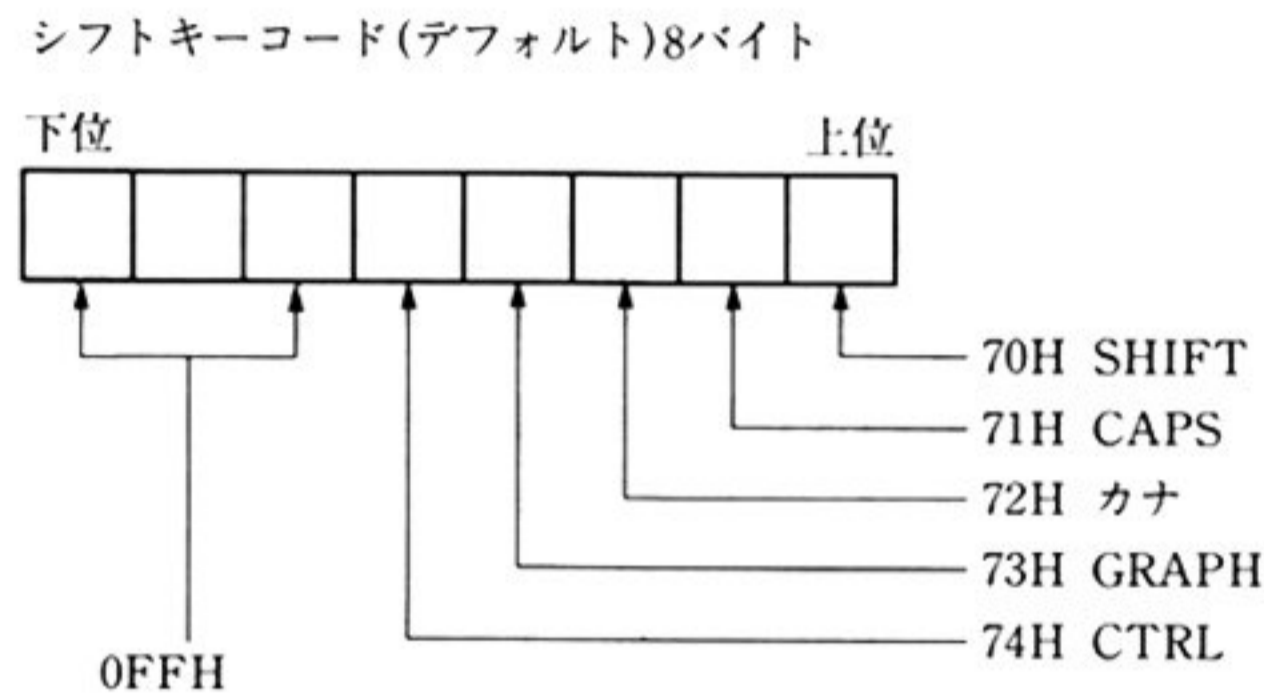 シフトキーコード(デフォルト)8バイト
下位
上位
70H SHIFT
71H CAPS
72H カナ
73H GRAPH
74H CTRL
0FFH